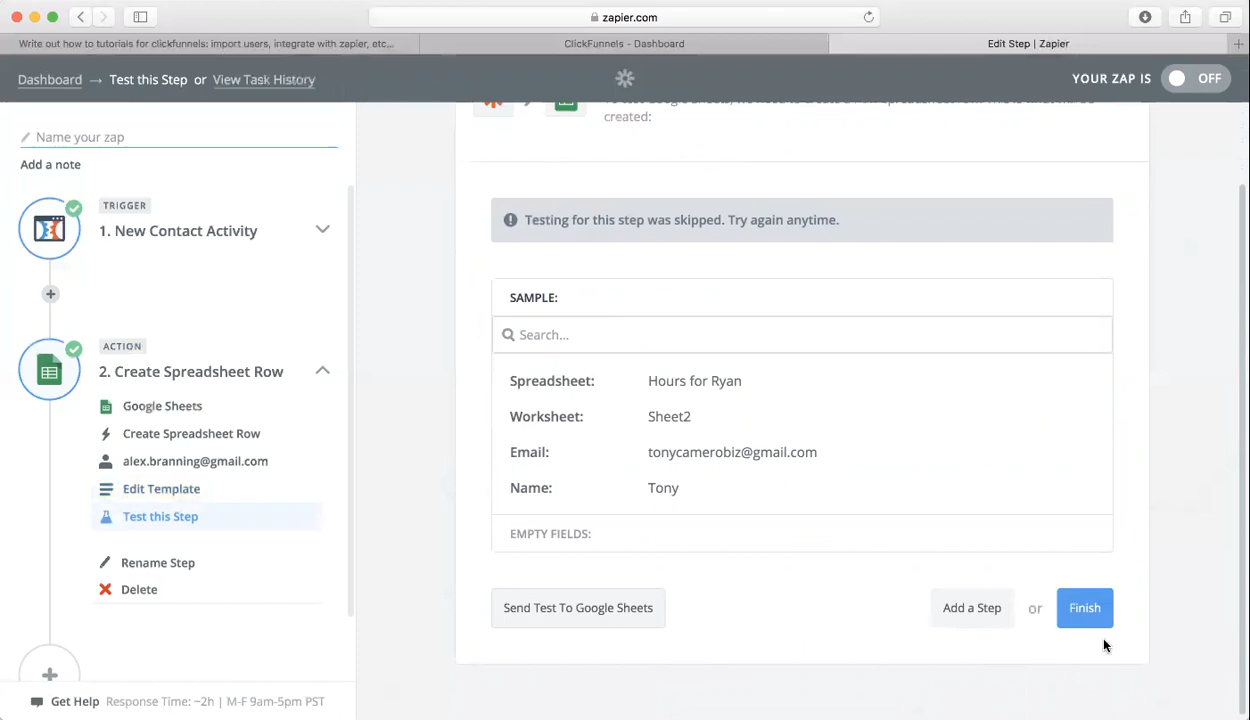 zapier.com
Write out how to tutorials for clickfunnels: import users, integrate with zapier, etc...
ClickFunnels - Dashboard
Edit Step | Zapier
Dashboard → Test this Step or View Task History
YOUR ZAP IS OFF
Name your zap
Add a note
created:
TRIGGER
1. New Contact Activity
Testing for this step was skipped. Try again anytime.
SAMPLE:
Search...
ACTION
2. Create Spreadsheet Row
Google Sheets
Create Spreadsheet Row
alex.branning@gmail.com
Edit Template
Test this Step
Rename Step
Delete
Spreadsheet: Hours for Ryan
Worksheet: Sheet2
Email: tonycamerobiz@gmail.com
Name: Tony
EMPTY FIELDS:
Send Test To Google Sheets
Add a Step or Finish
Get Help Response Time: ~2h | M-F 9am-5pm PST